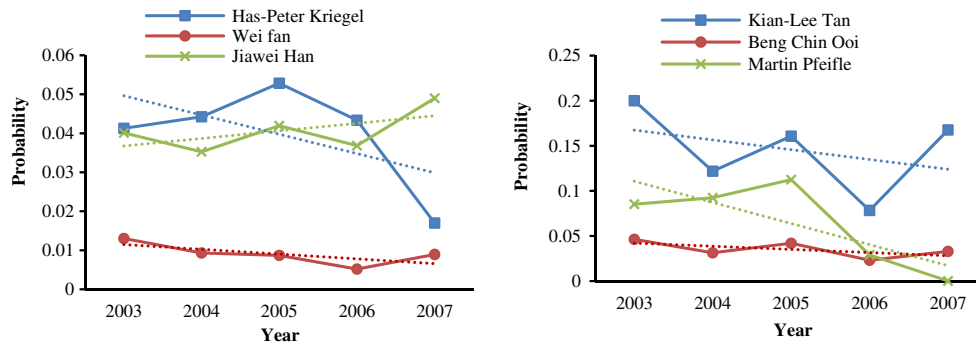 Has-Peter Kriegel
Wei fan
Jiawei Han
0.06
0.05
0.04
0.03
0.02
0.01
0
Probability
2003 2004 2005 2006 2007
Year
Kian-Lee Tan
Beng Chin Ooi
Martin Pfeifle
0.25
0.2
0.15
0.1
0.05
0
Probability
2003 2004 2005 2006 2007
Year